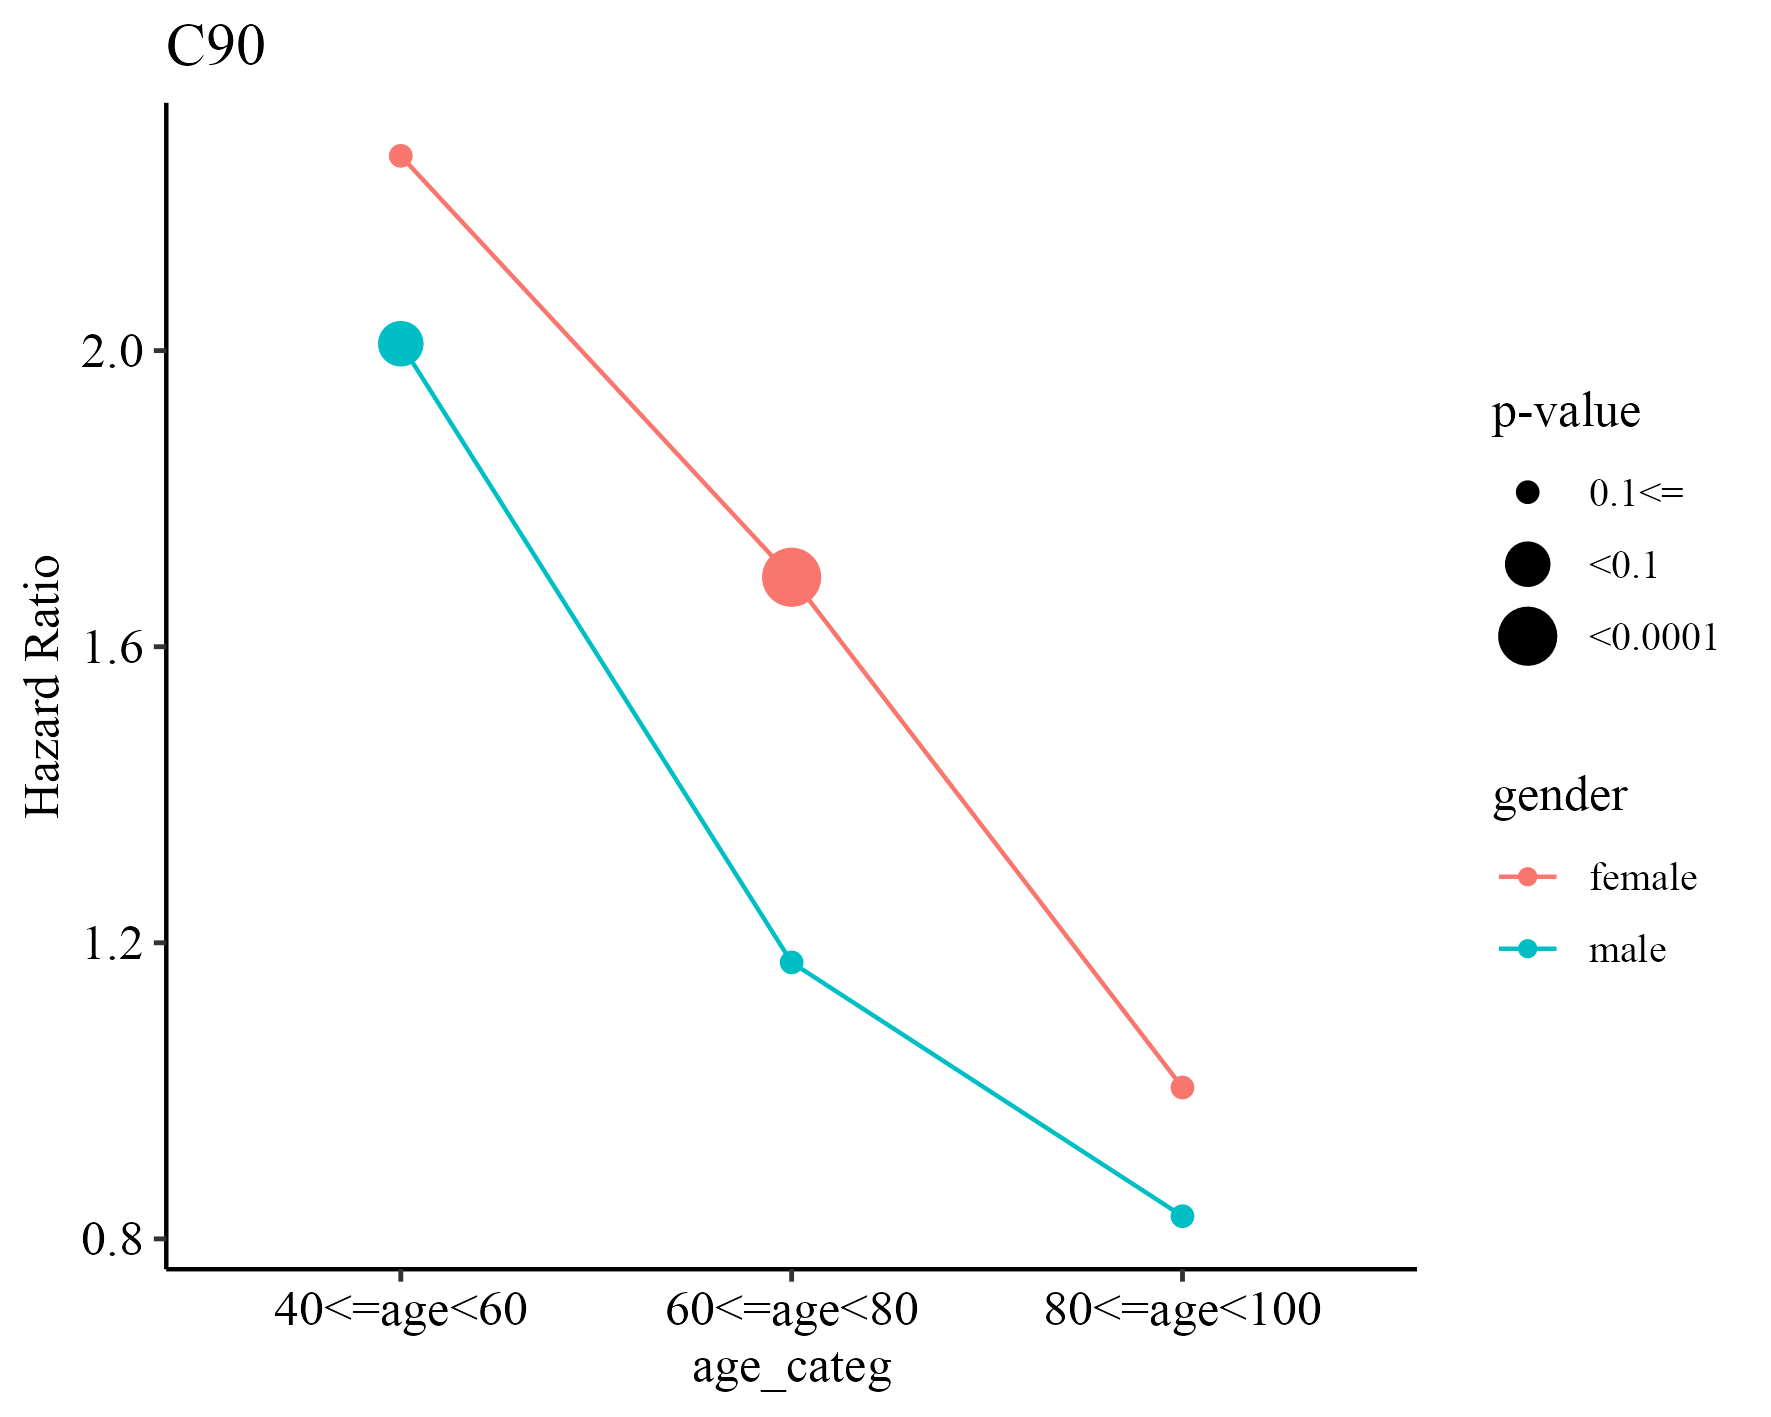 C90
Hazard Ratio
2.0
1.6
1.2
0.8
40<=age<60
60<=age<80
80<=age<100
age_categ
p-value
0.1<=
<0.1
<0.0001
gender
female
male